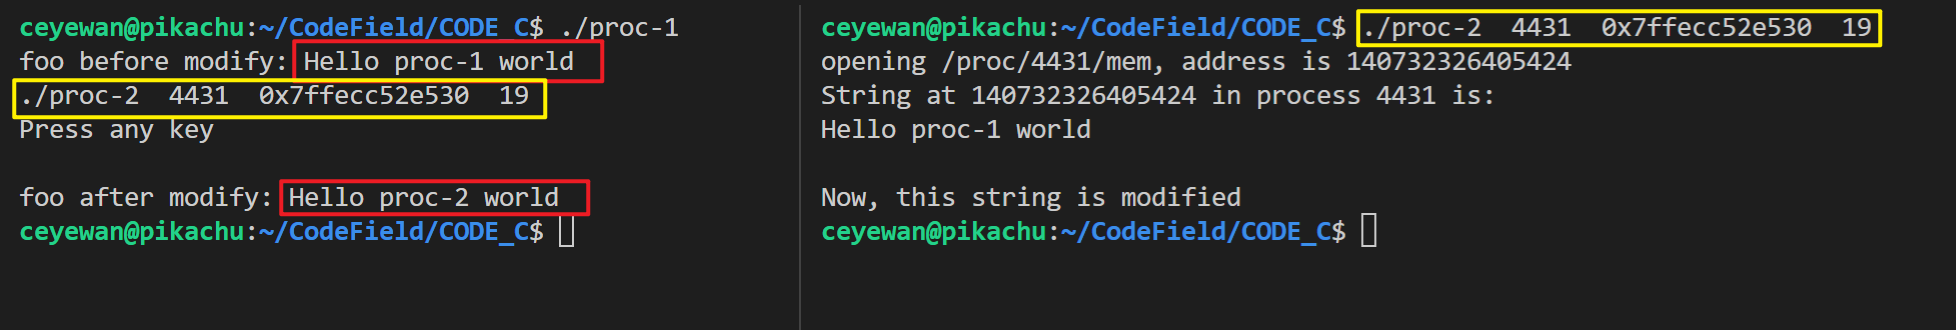 ceyewan@pikachu:~/CodeField/CODE_C$ ./proc-1
foo before modify: Hello proc-1 world
./proc-2  4431  0x7ffecc52e530  19
Press any key
foo after modify: Hello proc-2 world
ceyewan@pikachu:~/CodeField/CODE_C$
ceyewan@pikachu:~/CodeField/CODE_C$ ./proc-2  4431  0x7ffecc52e530  19
opening /proc/4431/mem, address is 140732326405424
String at 140732326405424 in process 4431 is:
Hello proc-1 world
Now, this string is modified
ceyewan@pikachu:~/CodeField/CODE_C$